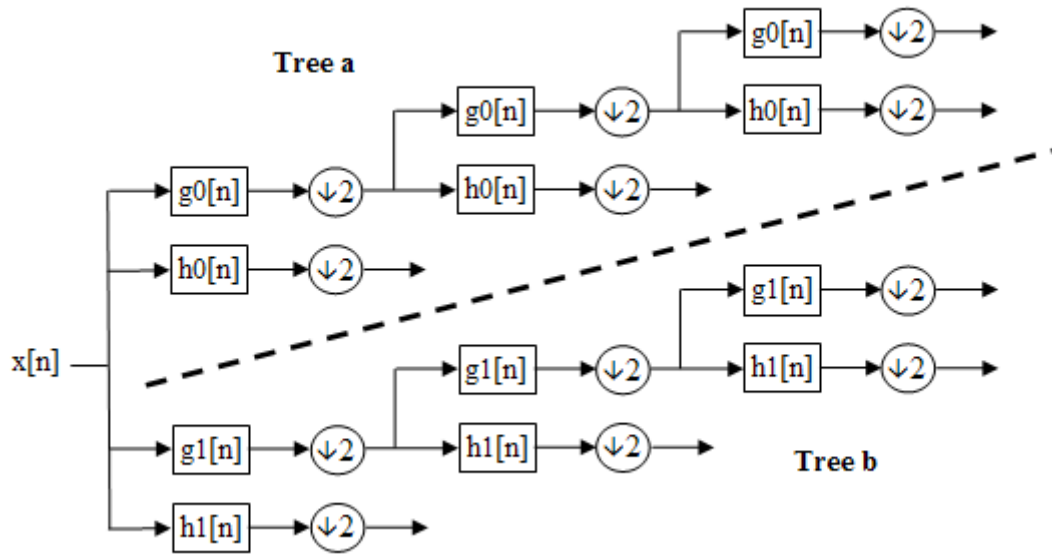 g0[n] ↓2
Tree a
g0[n] ↓2
h0[n] ↓2
g0[n] ↓2
h0[n] ↓2
h0[n] ↓2
g1[n] ↓2
x[n]
g1[n] ↓2
h1[n] ↓2
g1[n] ↓2
h1[n] ↓2
Tree b
h1[n] ↓2